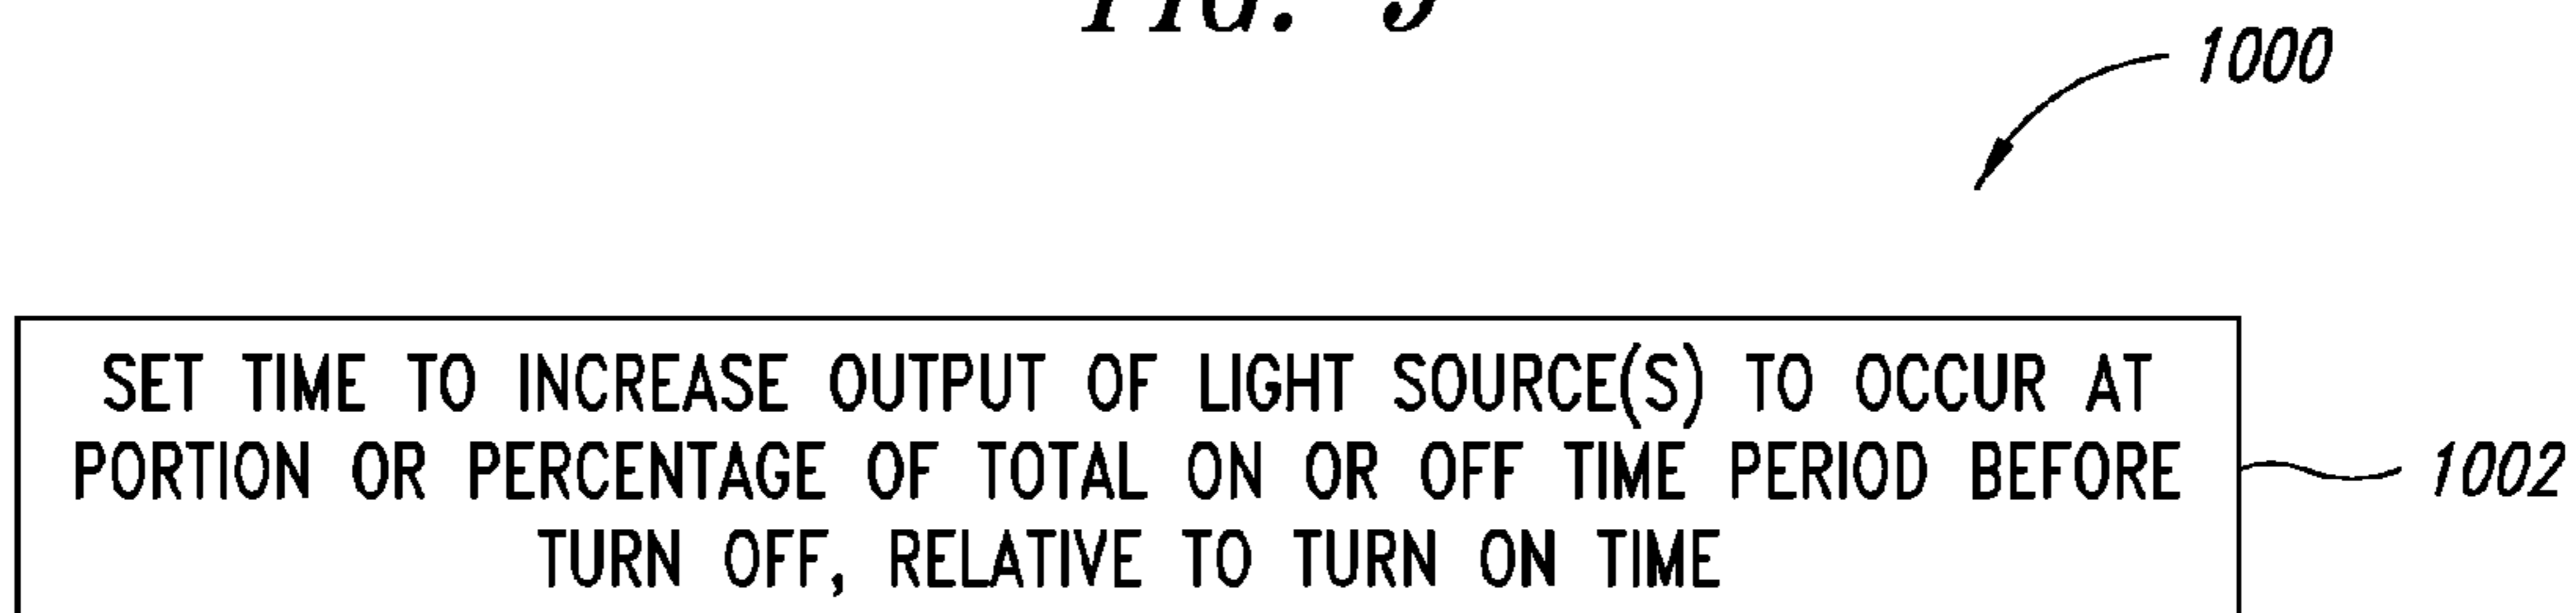 FIG.
1000
SET TIME TO INCREASE OUTPUT OF LIGHT SOURCE(S) TO OCCUR AT
PORTION OR PERCENTAGE OF TOTAL ON OR OFF TIME PERIOD BEFORE
TURN OFF, RELATIVE TO TURN ON TIME
1002